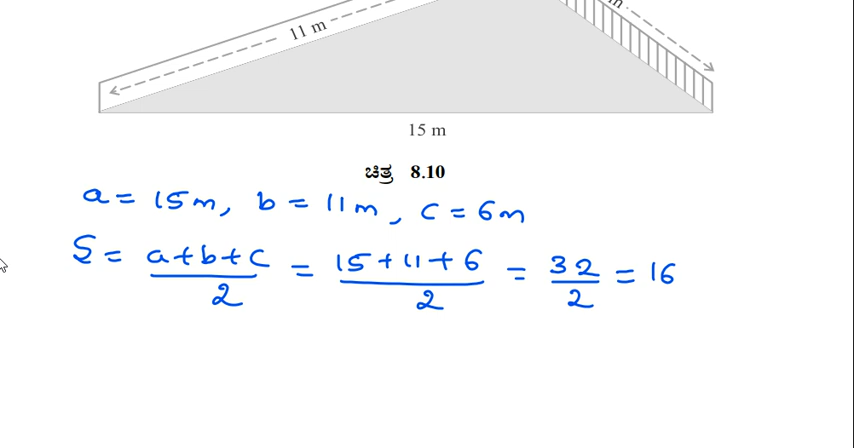 11 m
m
15 m
ಚಿತ್ರ 8.10
a = 15m, b = 11m, c = 6m
S = a+b+c/2 = 15+11+6/2 = 32/2 = 16